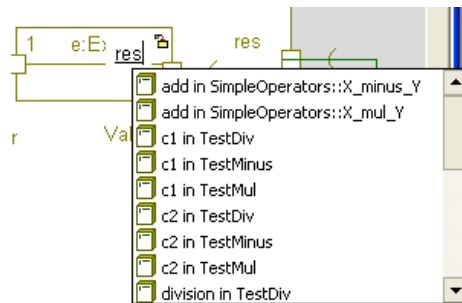 1 e:Ex res res
r Val
add in SimpleOperators::X_minus_Y
add in SimpleOperators::X_mul_Y
c1 in TestDiv
c1 in TestMinus
c1 in TestMul
c2 in TestDiv
c2 in TestMinus
c2 in TestMul
division in TestDiv